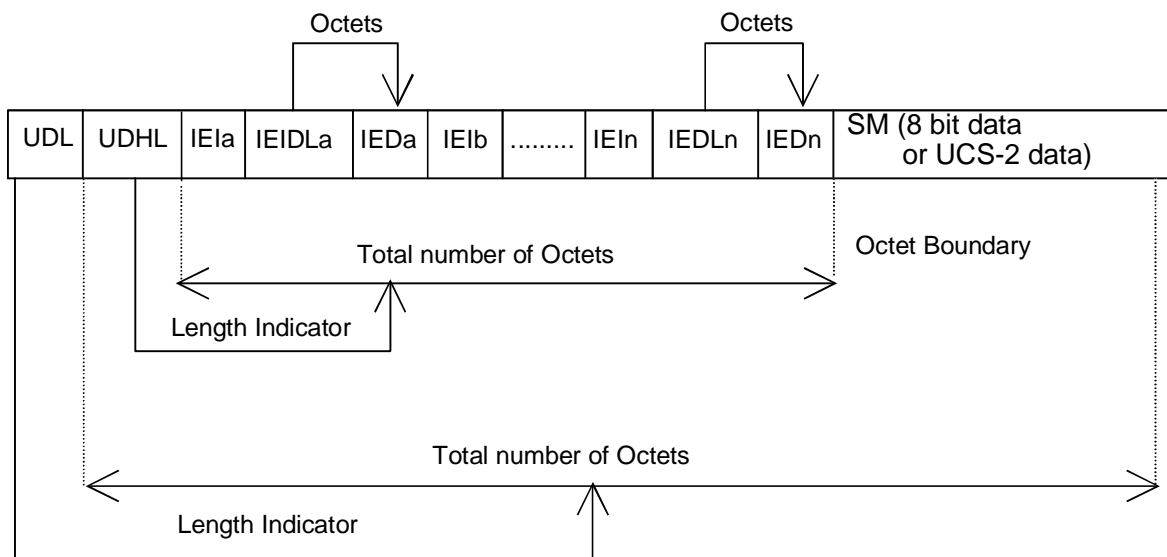 Octets Octets
UDL UDHL IEIa IEIDLa IEDa IEIb ......... IEIn IEDLn IEDn SM (8 bit data
or UCS-2 data)
Total number of Octets Octet Boundary
Length Indicator
Total number of Octets
Length Indicator